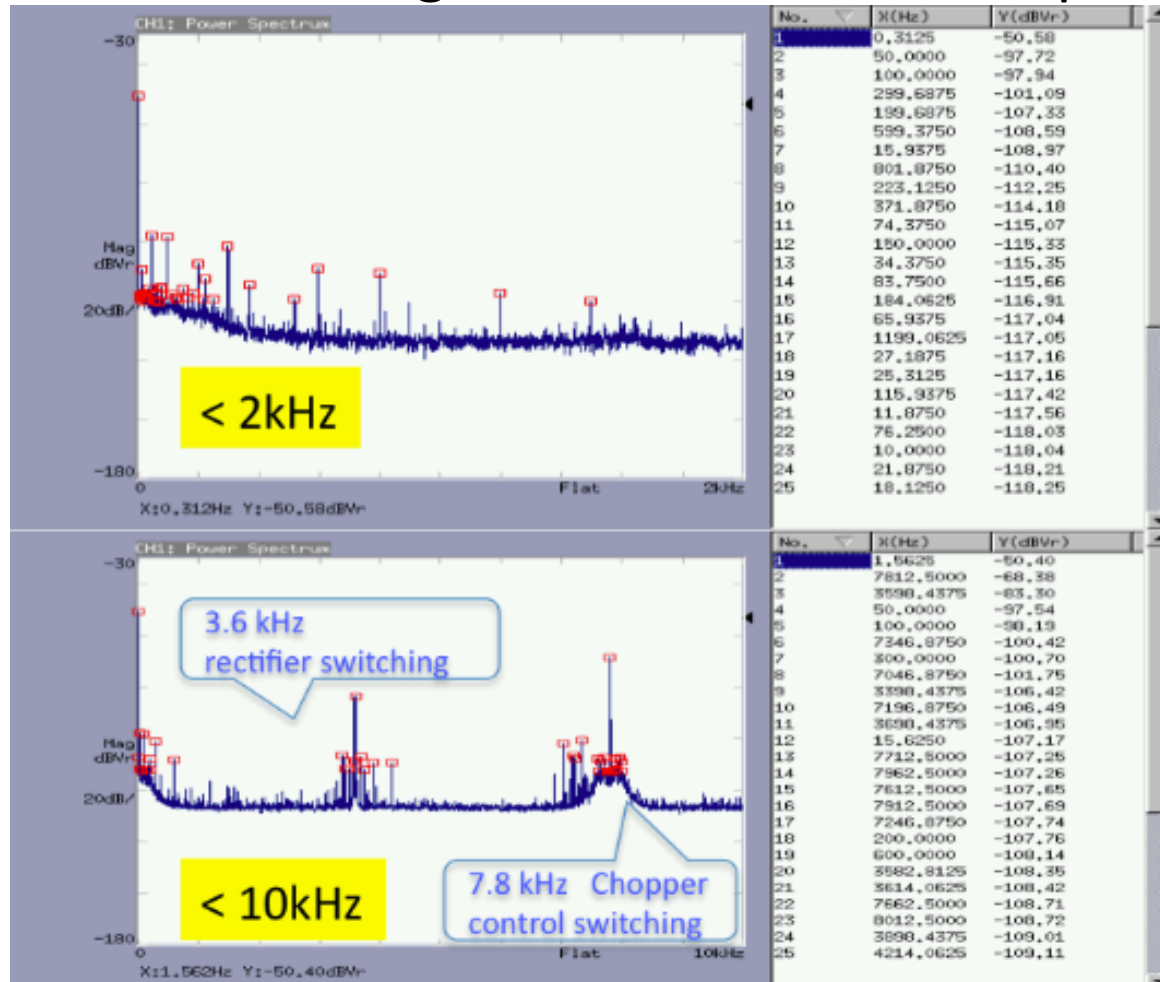 CH1: Power Spectrum
-30
Mag
dBVr
20dB/
-180
0
Flat
2kHz
X:0.312Hz Y:-50.58dBVr
< 2kHz
No. X(Hz) Y(dBVr)
1 0.3125 -50.58
2 50.0000 -97.72
3 100.0000 -97.94
4 299.6875 -101.09
5 199.6875 -107.33
6 599.3750 -108.59
7 15.9375 -108.97
8 801.8750 -110.40
9 223.1250 -112.25
10 371.8750 -114.18
11 74.3750 -115.07
12 150.0000 -115.33
13 34.3750 -115.35
14 83.7500 -115.66
15 184.0625 -116.91
16 65.9375 -117.04
17 1199.0625 -117.05
18 27.1875 -117.16
19 25.3125 -117.16
20 115.9375 -117.42
21 11.8750 -117.56
22 76.2500 -118.03
23 10.0000 -118.04
24 21.8750 -118.21
25 18.1250 -118.25
CH1: Power Spectrum
-30
3.6 kHz
rectifier switching
Mag
dBVr
20dB/
7.8 kHz Chopper
control switching
< 10kHz
-180
0
Flat
10kHz
X:1.562Hz Y:-50.40dBVr
No. X(Hz) Y(dBVr)
1 1.5625 -50.40
2 7812.5000 -68.38
3 3598.4375 -83.30
4 50.0000 -97.54
5 100.0000 -98.19
6 7346.8750 -100.42
7 300.0000 -100.70
8 7046.8750 -101.75
9 3398.4375 -106.42
10 7196.8750 -106.49
11 3698.4375 -106.95
12 15.6250 -107.17
13 7712.5000 -107.25
14 7962.5000 -107.26
15 7612.5000 -107.65
16 7912.5000 -107.69
17 7246.8750 -107.74
18 200.0000 -107.76
19 600.0000 -108.14
20 3582.8125 -108.35
21 3614.0625 -108.42
22 7662.5000 -108.71
23 8012.5000 -108.72
24 3898.4375 -109.01
25 4214.0625 -109.11